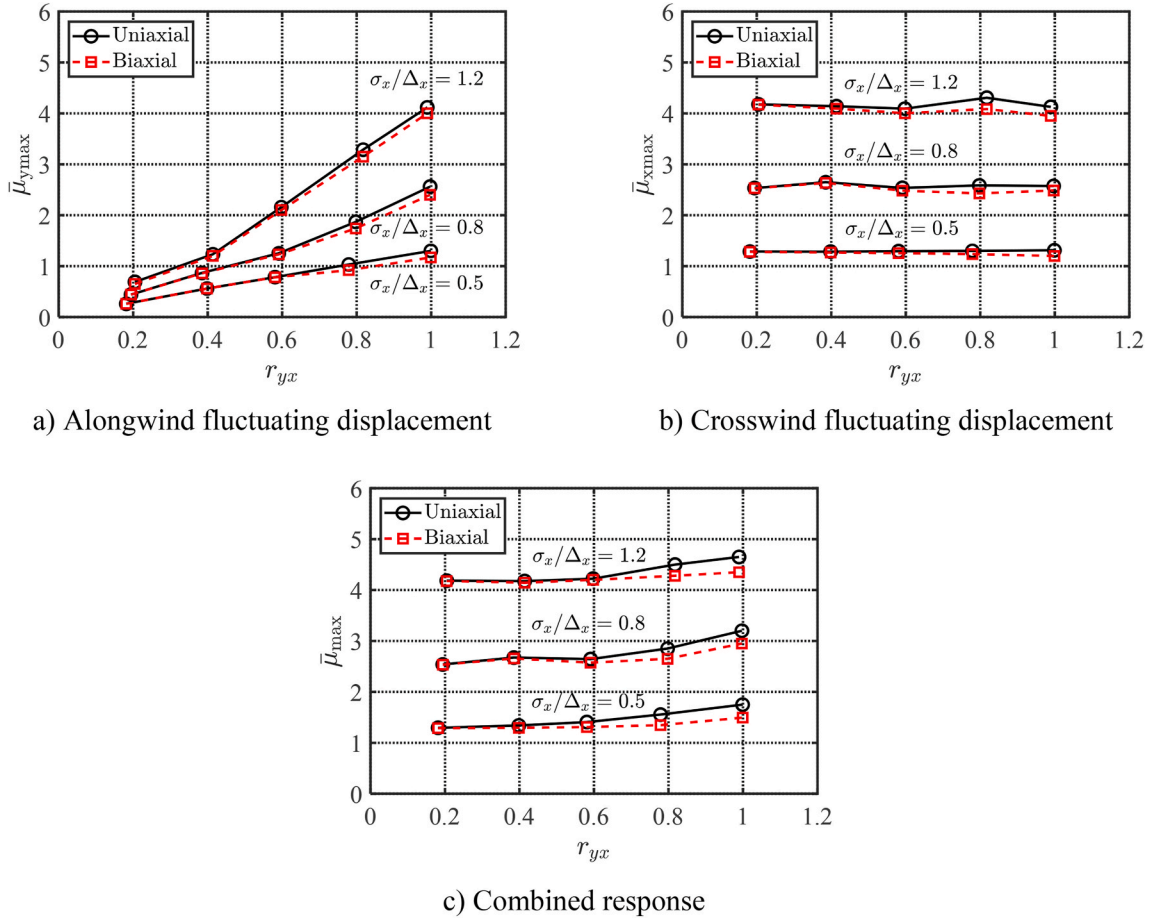 6
5
4
3
2
1
0
0 0.2 0.4 0.6 0.8 1 1.2
μ̄ymax
r_yx
Uniaxial
Biaxial
σx/Δx = 1.2
σx/Δx = 0.8
σx/Δx = 0.5
a) Alongwind fluctuating displacement
6
5
4
3
2
1
0
0 0.2 0.4 0.6 0.8 1 1.2
μ̄xmax
r_yx
Uniaxial
Biaxial
σx/Δx = 1.2
σx/Δx = 0.8
σx/Δx = 0.5
b) Crosswind fluctuating displacement
6
5
4
3
2
1
0
0 0.2 0.4 0.6 0.8 1 1.2
μ̄max
r_yx
Uniaxial
Biaxial
σx/Δx = 1.2
σx/Δx = 0.8
σx/Δx = 0.5
c) Combined response